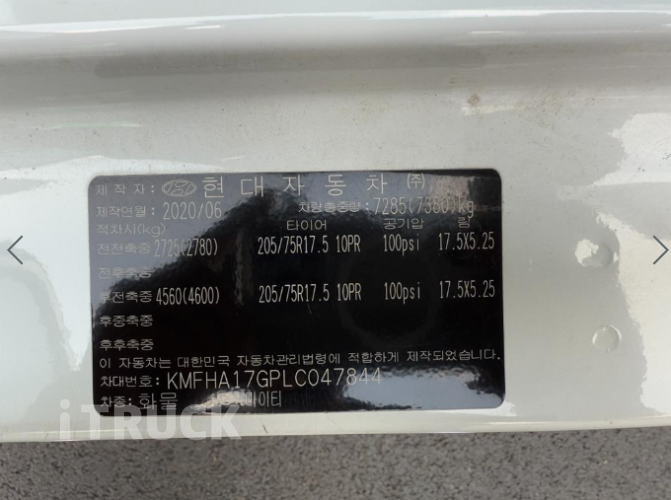 제작자: 현대자동차(주)
제작연월: 2020/06 차량총중량: 7285(7380)kg
적차시(kg) 타이어 공기압 림
전전축중 2725(2780) 205/75R17.5 10PR 100psi 17.5X5.25
전후축중
후전축중 4560(4600) 205/75R17.5 10PR 100psi 17.5X5.25
후중축중
후후축중
이 자동차는 대한민국 자동차관리법령에 적합하게 제작되었습니다.
차대번호: KMFHA17GPLC047844
차종: 화물
iTRUCK